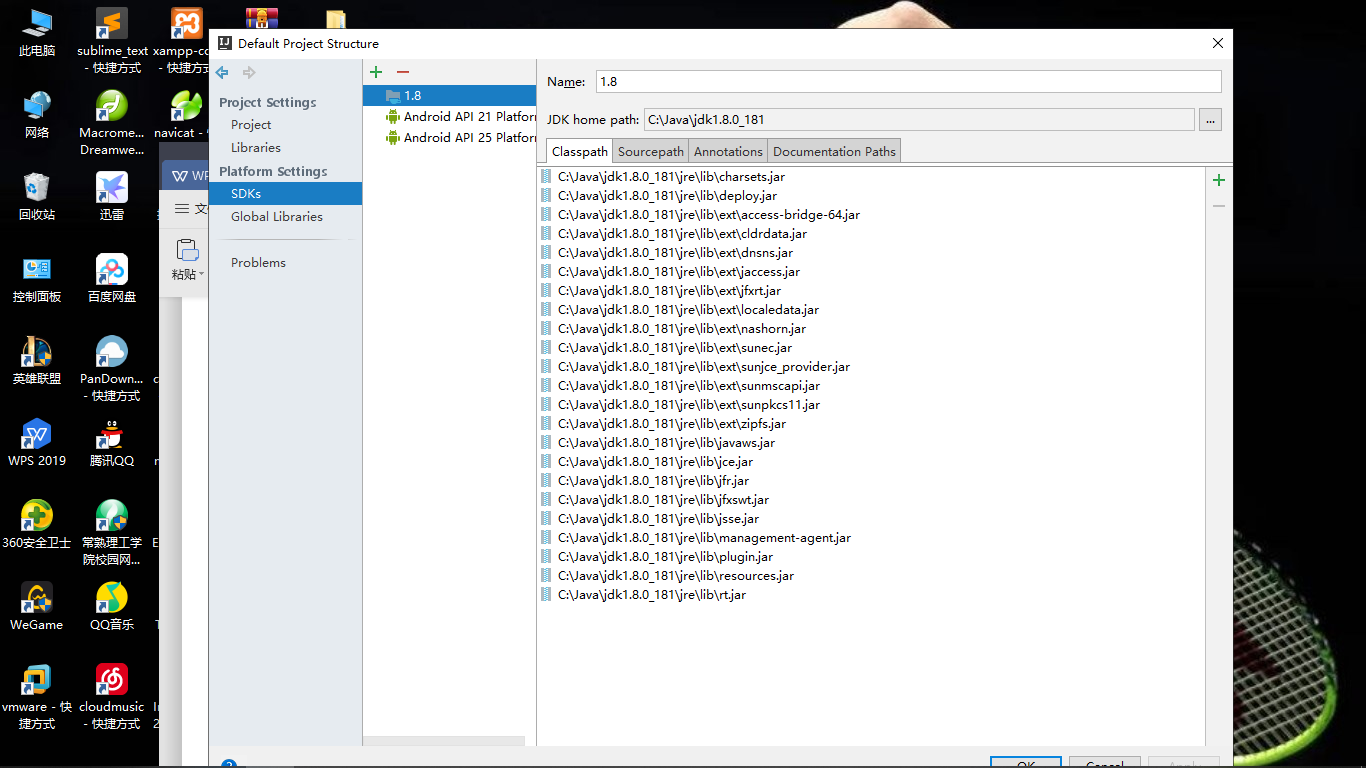 此电脑
sublime_text
- 快捷方式
xampp-co
- 快捷方式
网络
Macrome...
Dreamwe...
navicat -
回收站
迅雷
控制面板
百度网盘
英雄联盟
PanDown...
- 快捷方式
WPS 2019
腾讯QQ
360安全卫士
常熟理工学
院校园网...
WeGame
QQ音乐
vmware - 快
捷方式
cloudmusic
- 快捷方式
WP
文
粘贴
Default Project Structure
Project Settings
Project
Libraries
Platform Settings
SDKs
Global Libraries
Problems
1.8
Android API 21 Platfor
Android API 25 Platfor
Name: 1.8
JDK home path: C:\Java\jdk1.8.0_181 ...
Classpath Sourcepath Annotations Documentation Paths
C:\Java\jdk1.8.0_181\jre\lib\charsets.jar
C:\Java\jdk1.8.0_181\jre\lib\deploy.jar
C:\Java\jdk1.8.0_181\jre\lib\ext\access-bridge-64.jar
C:\Java\jdk1.8.0_181\jre\lib\ext\cldrdata.jar
C:\Java\jdk1.8.0_181\jre\lib\ext\dnsns.jar
C:\Java\jdk1.8.0_181\jre\lib\ext\jaccess.jar
C:\Java\jdk1.8.0_181\jre\lib\ext\jfxrt.jar
C:\Java\jdk1.8.0_181\jre\lib\ext\localedata.jar
C:\Java\jdk1.8.0_181\jre\lib\ext\nashorn.jar
C:\Java\jdk1.8.0_181\jre\lib\ext\sunec.jar
C:\Java\jdk1.8.0_181\jre\lib\ext\sunjce_provider.jar
C:\Java\jdk1.8.0_181\jre\lib\ext\sunmscapi.jar
C:\Java\jdk1.8.0_181\jre\lib\ext\sunpkcs11.jar
C:\Java\jdk1.8.0_181\jre\lib\ext\zipfs.jar
C:\Java\jdk1.8.0_181\jre\lib\javaws.jar
C:\Java\jdk1.8.0_181\jre\lib\jce.jar
C:\Java\jdk1.8.0_181\jre\lib\jfr.jar
C:\Java\jdk1.8.0_181\jre\lib\jfxswt.jar
C:\Java\jdk1.8.0_181\jre\lib\jsse.jar
C:\Java\jdk1.8.0_181\jre\lib\management-agent.jar
C:\Java\jdk1.8.0_181\jre\lib\plugin.jar
C:\Java\jdk1.8.0_181\jre\lib\resources.jar
C:\Java\jdk1.8.0_181\jre\lib\rt.jar
OK Cancel Apply